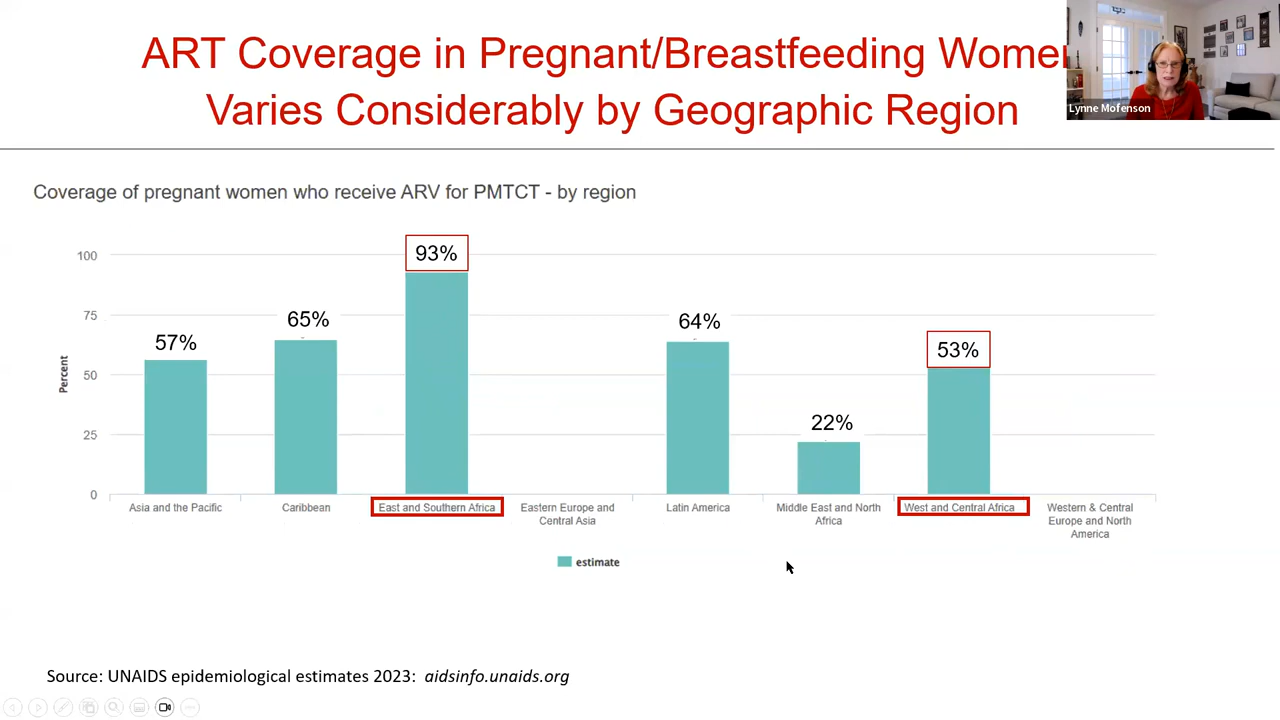 ART Coverage in Pregnant/Breastfeeding Women
Varies Considerably by Geographic Region
Lynne Mofenson
Coverage of pregnant women who receive ARV for PMTCT - by region
Percent
100
75
50
25
0
57%
65%
93%
64%
22%
53%
Asia and the Pacific
Caribbean
East and Southern Africa
Eastern Europe and
Central Asia
Latin America
Middle East and North
Africa
West and Central Africa
Western & Central
Europe and North
America
estimate
Source: UNAIDS epidemiological estimates 2023: aidsinfo.unaids.org